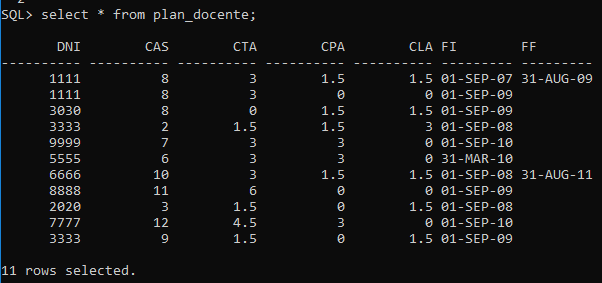 SQL> select * from plan_docente;
       DNI        CAS        CTA        CPA        CLA FI        FF
---------- ---------- ---------- ---------- ---------- --------- ---------
      1111          8          3        1.5        1.5 01-SEP-07 31-AUG-09
      1111          8          3          0          0 01-SEP-09
      3030          8          0        1.5        1.5 01-SEP-09
      3333          2        1.5        1.5          3 01-SEP-08
      9999          7          3          3          0 01-SEP-10
      5555          6          3          3          0 31-MAR-10
      6666         10          3        1.5        1.5 01-SEP-08 31-AUG-11
      8888         11          6          0          0 01-SEP-09
      2020          3        1.5          0        1.5 01-SEP-08
      7777         12        4.5          3          0 01-SEP-10
      3333          9        1.5          0        1.5 01-SEP-09
11 rows selected.